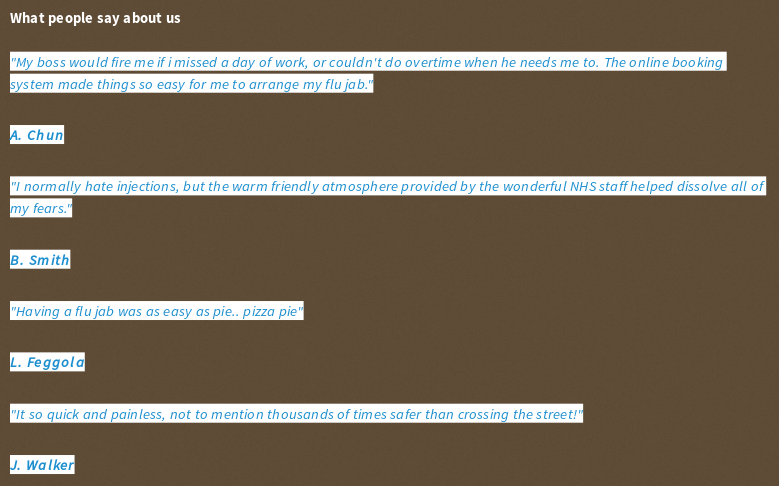 What people say about us
"My boss would fire me if i missed a day of work, or couldn't do overtime when he needs me to. The online booking
system made things so easy for me to arrange my flu jab."
A. Chun
"I normally hate injections, but the warm friendly atmosphere provided by the wonderful NHS staff helped dissolve all of
my fears."
B. Smith
"Having a flu jab was as easy as pie.. pizza pie"
L. Feggola
"It so quick and painless, not to mention thousands of times safer than crossing the street!"
J. Walker